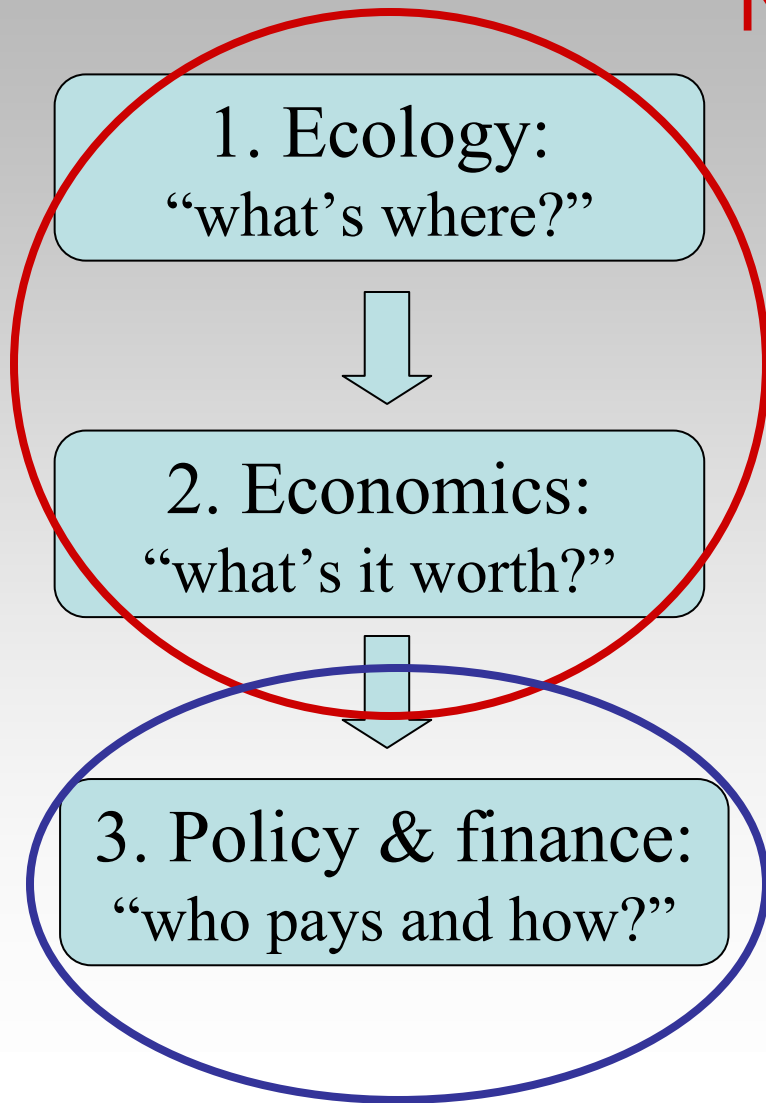 1. Ecology:
“what’s where?”
2. Economics:
“what’s it worth?”
3. Policy & finance:
“who pays and how?”